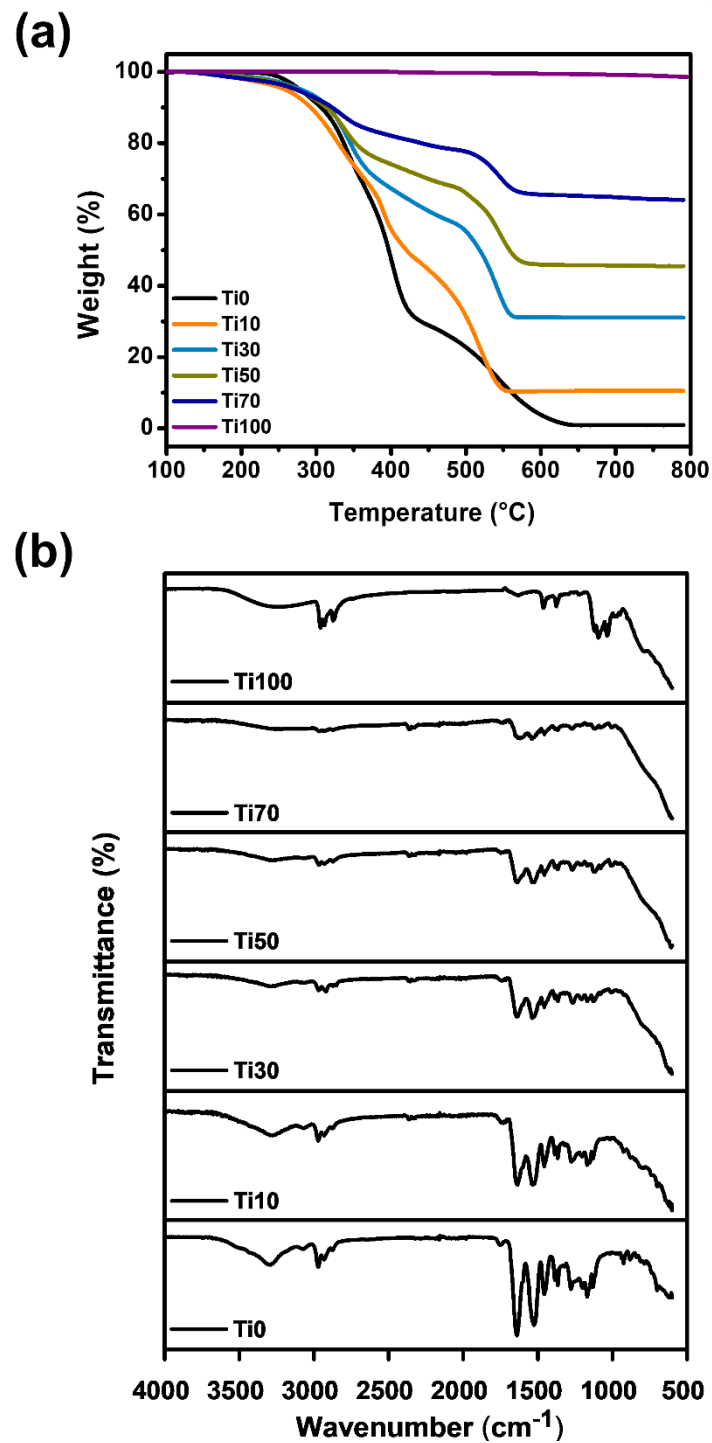 (a)
100
80
60
40
20
0
Weight (%)
Ti0
Ti10
Ti30
Ti50
Ti70
Ti100
100 200 300 400 500 600 700 800
Temperature (°C)
(b)
Ti100
Ti70
Ti50
Ti30
Ti10
Ti0
Transmittance (%)
4000 3500 3000 2500 2000 1500 1000 500
Wavenumber (cm⁻¹)